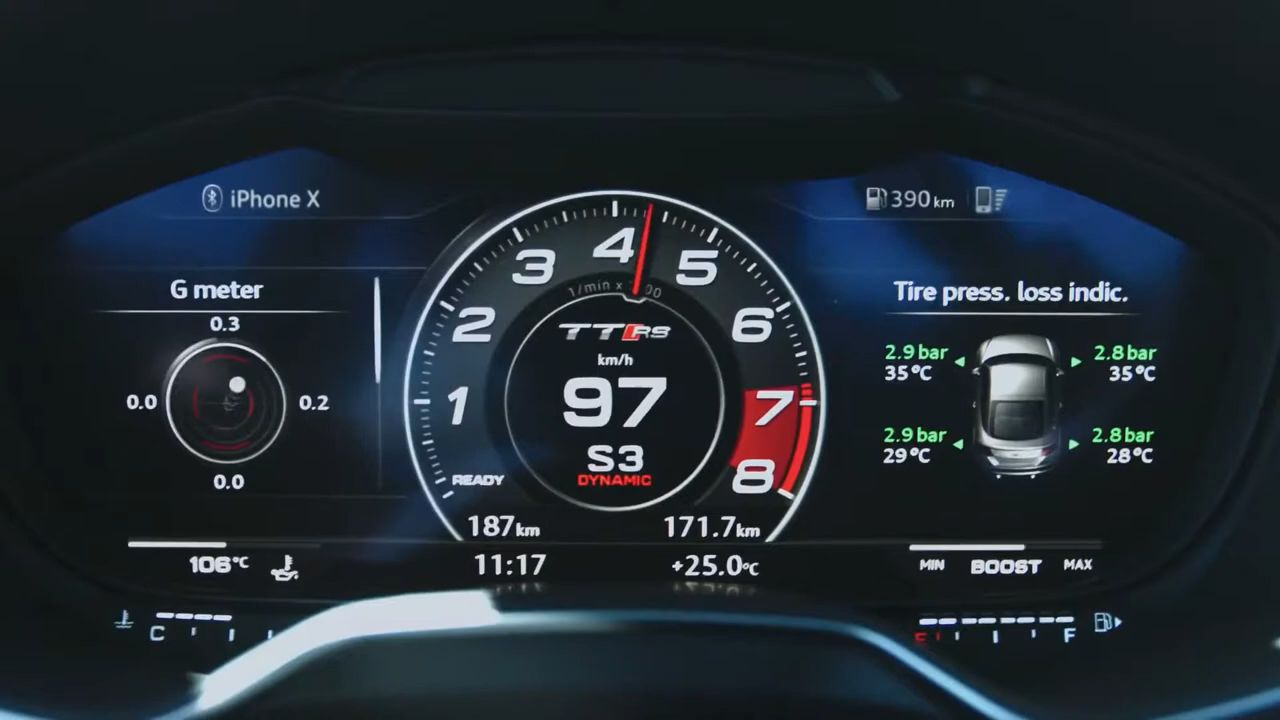 iPhone X
390 km
G meter
0.3
0.0
0.2
0.0
106°C
C
1
2
3
4
5
6
7
8
TTRS
km/h
97
S3
DYNAMIC
READY
187km
171.7km
11:17
+25.0°C
Tire press. loss indic.
2.9 bar
35°C
2.8 bar
35°C
2.9 bar
29°C
2.8 bar
28°C
MIN BOOST MAX
F